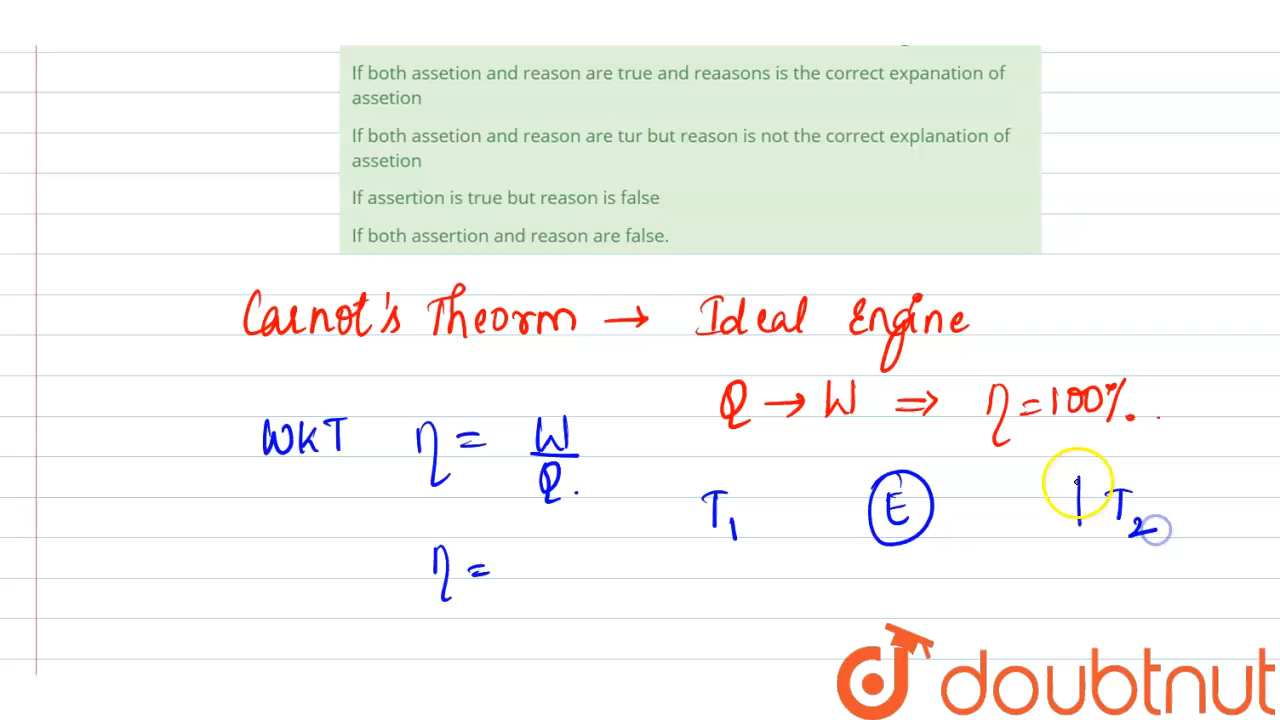 If both assetion and reason are true and reaasons is the correct expanation of
assetion
If both assetion and reason are tur but reason is not the correct explanation of
assetion
If assertion is true but reason is false
If both assertion and reason are false.
Carnot's Theorm → Ideal Engine
Q → W ⇒ η = 100%.
WKT η = W/Q.
T₁ E T₂
η =
doubtnut